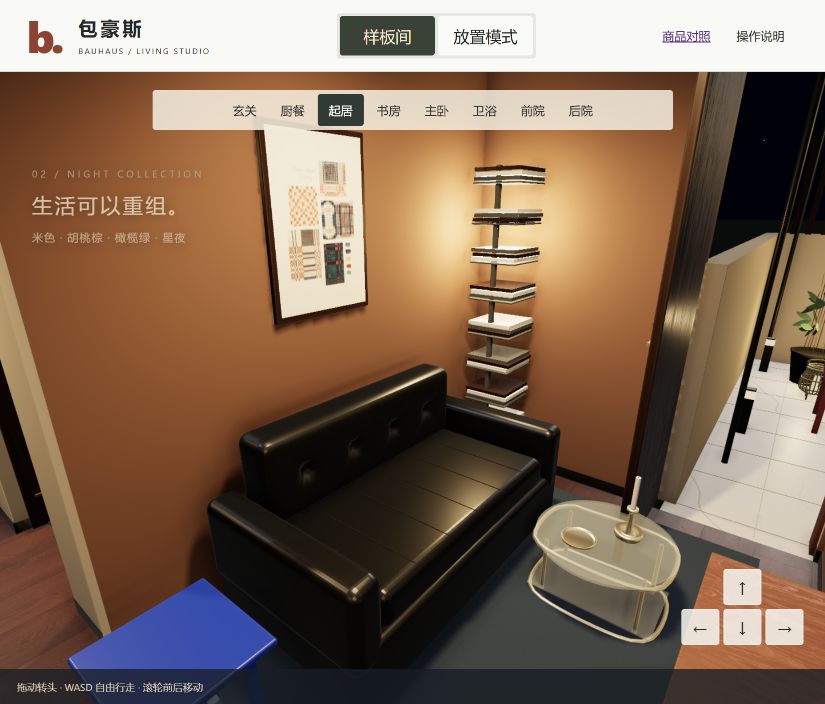 b.
包豪斯
BAUHAUS / LIVING STUDIO
样板间
放置模式
商品对照
操作说明
玄关
厨餐
起居
书房
主卧
卫浴
前院
后院
02 / NIGHT COLLECTION
生活可以重组。
米色 · 胡桃棕 · 橄榄绿 · 星夜
↑
←
↓
→
拖动转头 · WASD 自由行走 · 滚轮前后移动